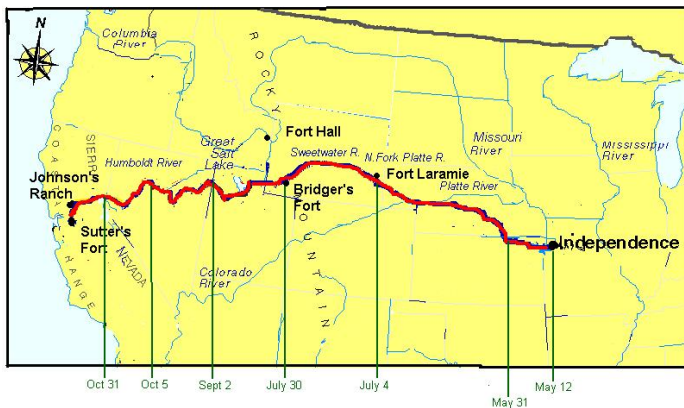 N
Columbia
River
ROCKY
MOUNTAIN
Fort Hall
Great
Salt
Lake
Sweetwater R.
N.Fork Platte R.
Missouri
River
Mississippi
River
Humboldt River
Johnson's
Ranch
Bridger's
Fort
Fort Laramie
Platte River
Sutter's
Fort
SIERRA
NEVADA
COAST RANGE
Colorado
River
Independence
Oct 31
Oct 5
Sept 2
July 30
July 4
May 31
May 12